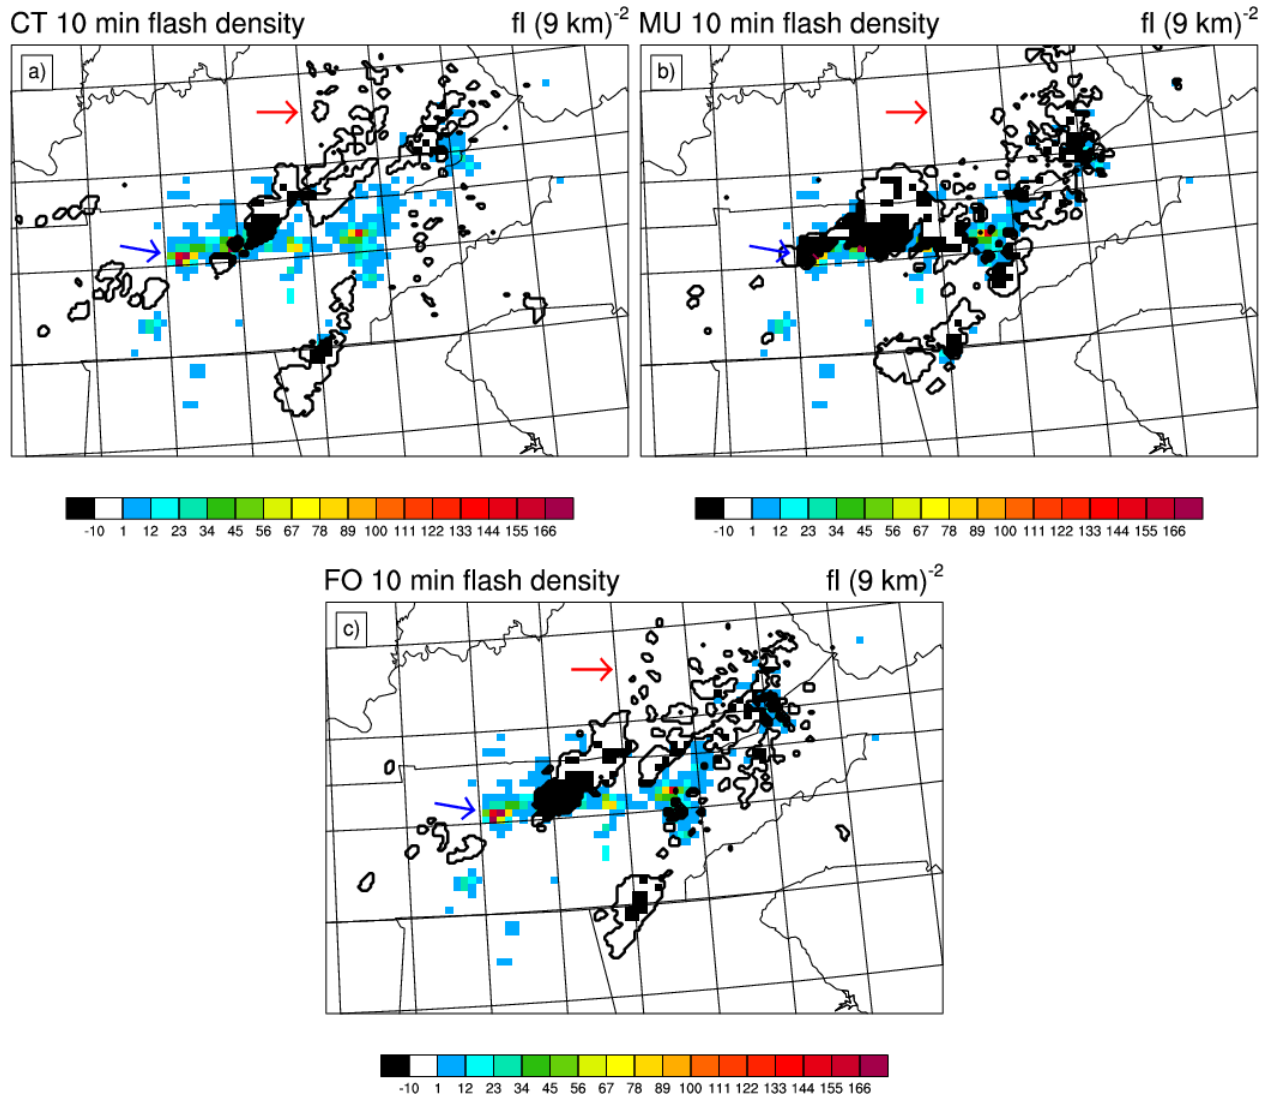 CT 10 min flash density fl (9 km)⁻²
a)
-10 1 12 23 34 45 56 67 78 89 100 111 122 133 144 155 166
MU 10 min flash density fl (9 km)⁻²
b)
-10 1 12 23 34 45 56 67 78 89 100 111 122 133 144 155 166
FO 10 min flash density fl (9 km)⁻²
c)
-10 1 12 23 34 45 56 67 78 89 100 111 122 133 144 155 166